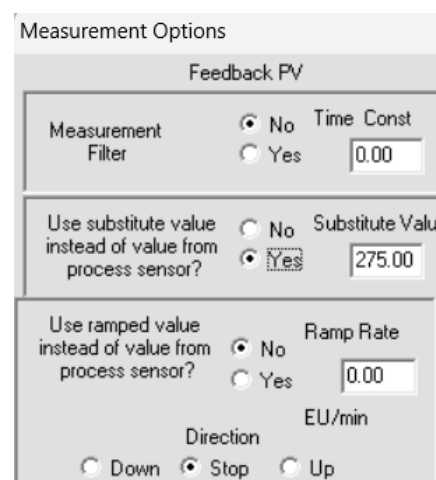 Measurement Options
Feedback PV
Measurement
Filter
No
Yes
Time Const
0.00
Use substitute value
instead of value from
process sensor?
No
Yes
Substitute Valu
275.00
Use ramped value
instead of value from
process sensor?
No
Yes
Ramp Rate
0.00
EU/min
Direction
Down Stop Up